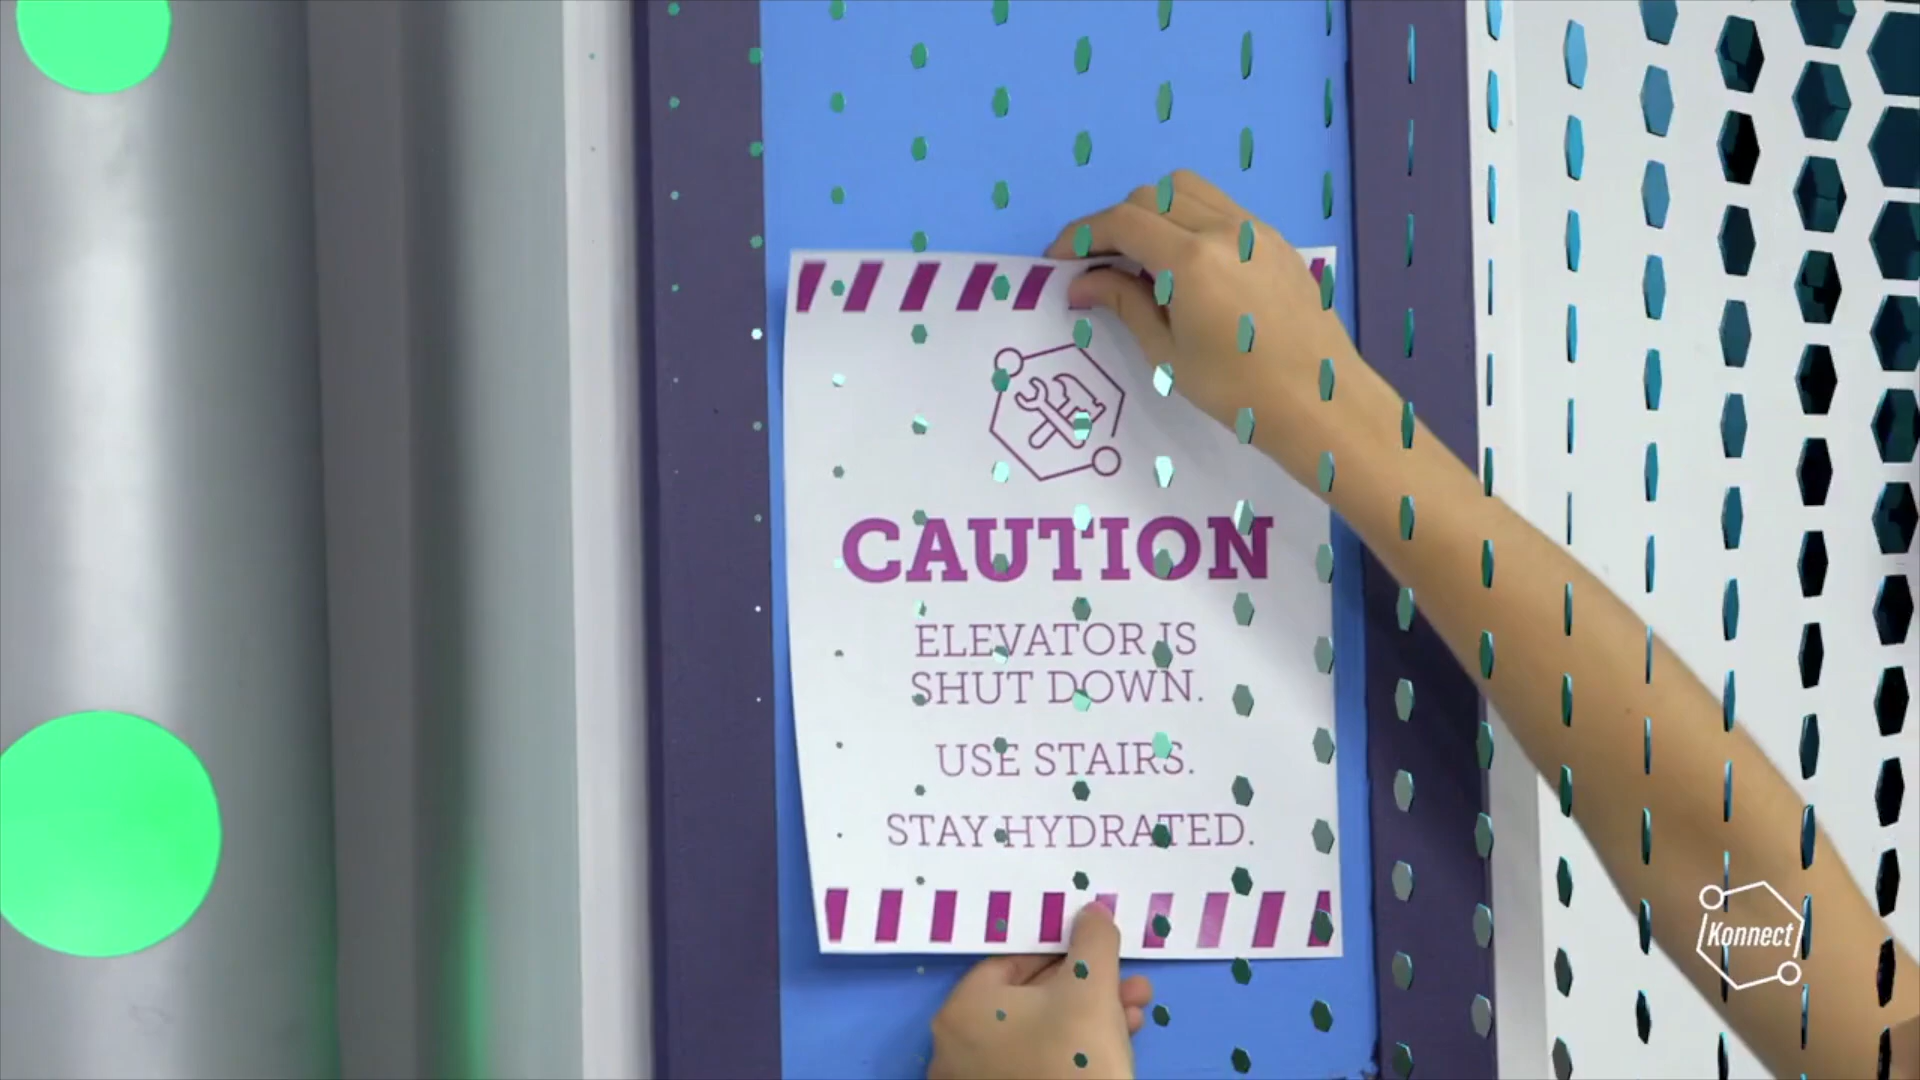 CAUTION
ELEVATOR IS
SHUT DOWN.
USE STAIRS.
STAY HYDRATED.
Konnect